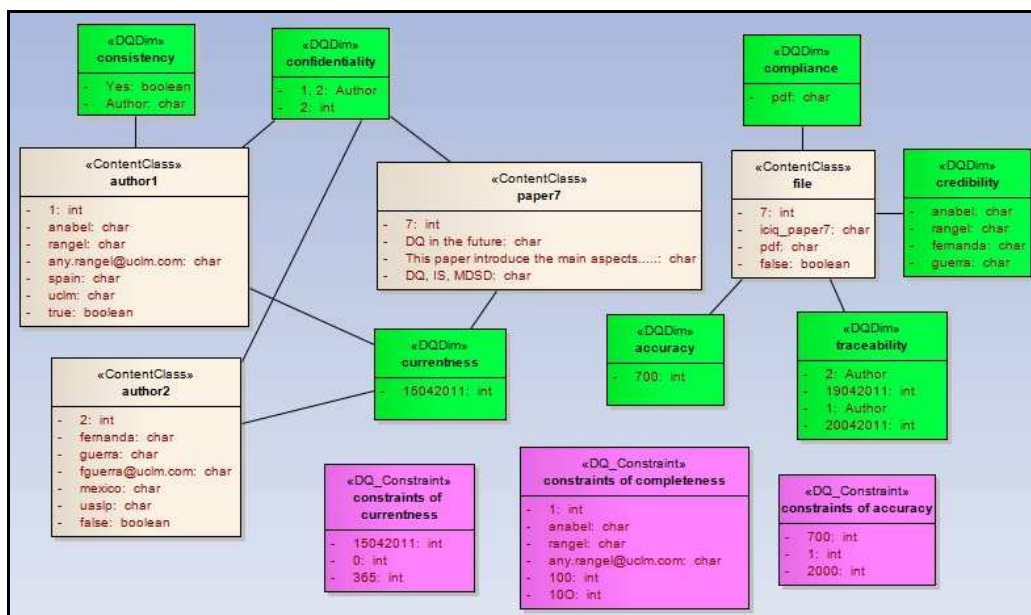 «DQDim»
consistency
- Yes: boolean
- Author: char
«DQDim»
confidentiality
- 1, 2: Author
- 2: int
«DQDim»
compliance
- pdf: char
«ContentClass»
author1
- 1: int
- anabel: char
- rangel: char
- any.rangel@uclm.com: char
- spain: char
- uclm: char
- true: boolean
«ContentClass»
paper7
- 7: int
- DQ in the future: char
- This paper introduce the main aspects.....: char
- DQ, IS, MDSD: char
«ContentClass»
file
- 7: int
- iciq_paper7: char
- pdf: char
- false: boolean
«DQDim»
credibility
- anabel: char
- rangel: char
- fernanda: char
- guerra: char
«ContentClass»
author2
- 2: int
- fernanda: char
- guerra: char
- fguerra@uclm.com: char
- mexico: char
- uaslp: char
- false: boolean
«DQDim»
currentness
- 15042011: int
«DQDim»
accuracy
- 700: int
«DQDim»
traceability
- 2: Author
- 19042011: int
- 1: Author
- 20042011: int
«DQ_Constraint»
constraints of
currentness
- 15042011: int
- 0: int
- 365: int
«DQ_Constraint»
constraints of completeness
- 1: int
- anabel: char
- rangel: char
- any.rangel@uclm.com: char
- 100: int
- 10O: int
«DQ_Constraint»
constraints of accuracy
- 700: int
- 1: int
- 2000: int